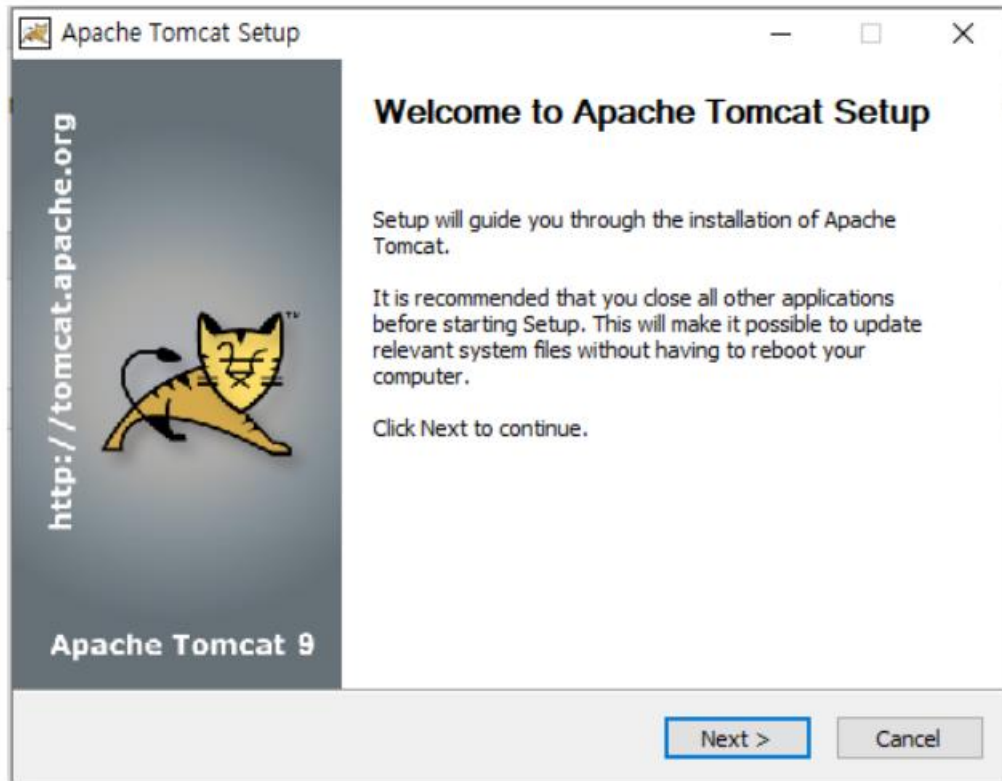 Apache Tomcat Setup
http://tomcat.apache.org
Apache Tomcat 9
Welcome to Apache Tomcat Setup
Setup will guide you through the installation of Apache
Tomcat.
It is recommended that you close all other applications
before starting Setup. This will make it possible to update
relevant system files without having to reboot your
computer.
Click Next to continue.
Next >
Cancel